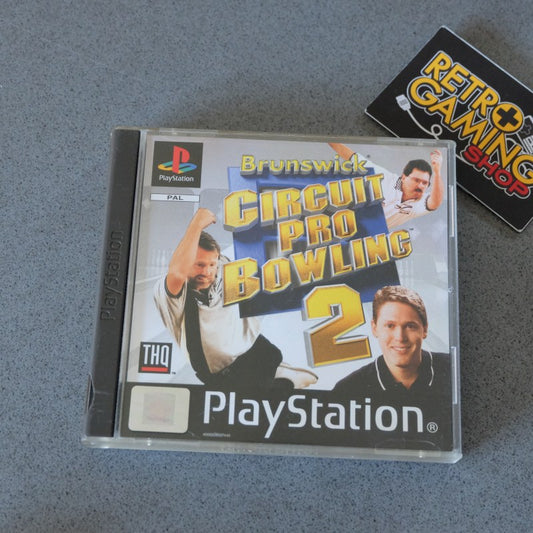 RETRO
GAMING
SHOP
PlayStation
PAL
Brunswick
CIRCUIT
PRO
BOWLING
2
PlayStation
THQ
PlayStation®